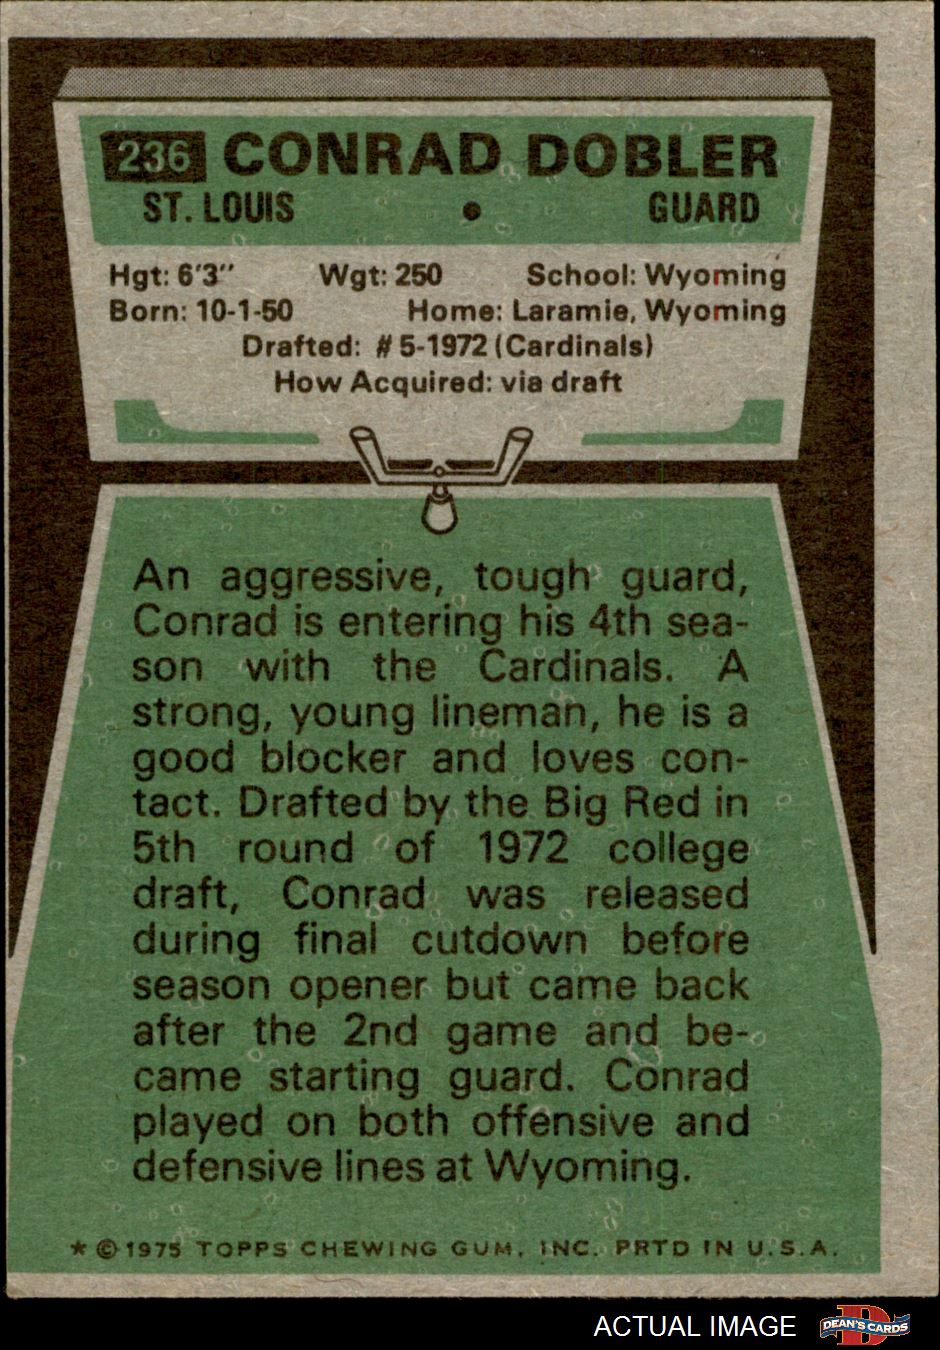 236 CONRAD DOBLER
ST. LOUIS • GUARD
Hgt: 6'3" Wgt: 250 School: Wyoming
Born: 10-1-50 Home: Laramie, Wyoming
Drafted: #5-1972 (Cardinals)
How Acquired: via draft
An aggressive, tough guard,
Conrad is entering his 4th sea-
son with the Cardinals. A
strong, young lineman, he is a
good blocker and loves con-
tact. Drafted by the Big Red in
5th round of 1972 college
draft, Conrad was released
during final cutdown before
season opener but came back
after the 2nd game and be-
came starting guard. Conrad
played on both offensive and
defensive lines at Wyoming.
★ © 1975 TOPPS CHEWING GUM, INC. PRTD IN U.S.A.
ACTUAL IMAGE D DEAN'S CARDS